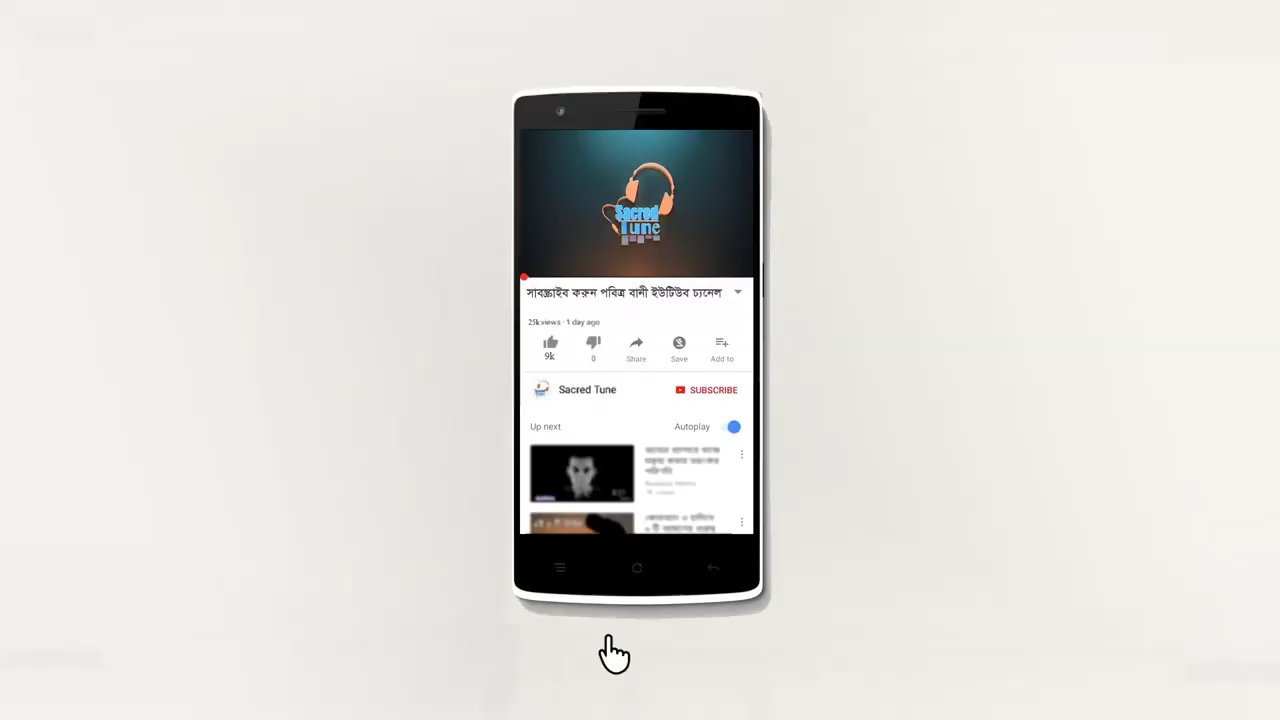 Sacred
Tune
সাবস্ক্রাইব করুন পবিত্র বানী ইউটিউব চ্যনেল
25k views · 1 day ago
9k
0
Share
Save
Add to
Sacred Tune
SUBSCRIBE
Up next
Autoplay